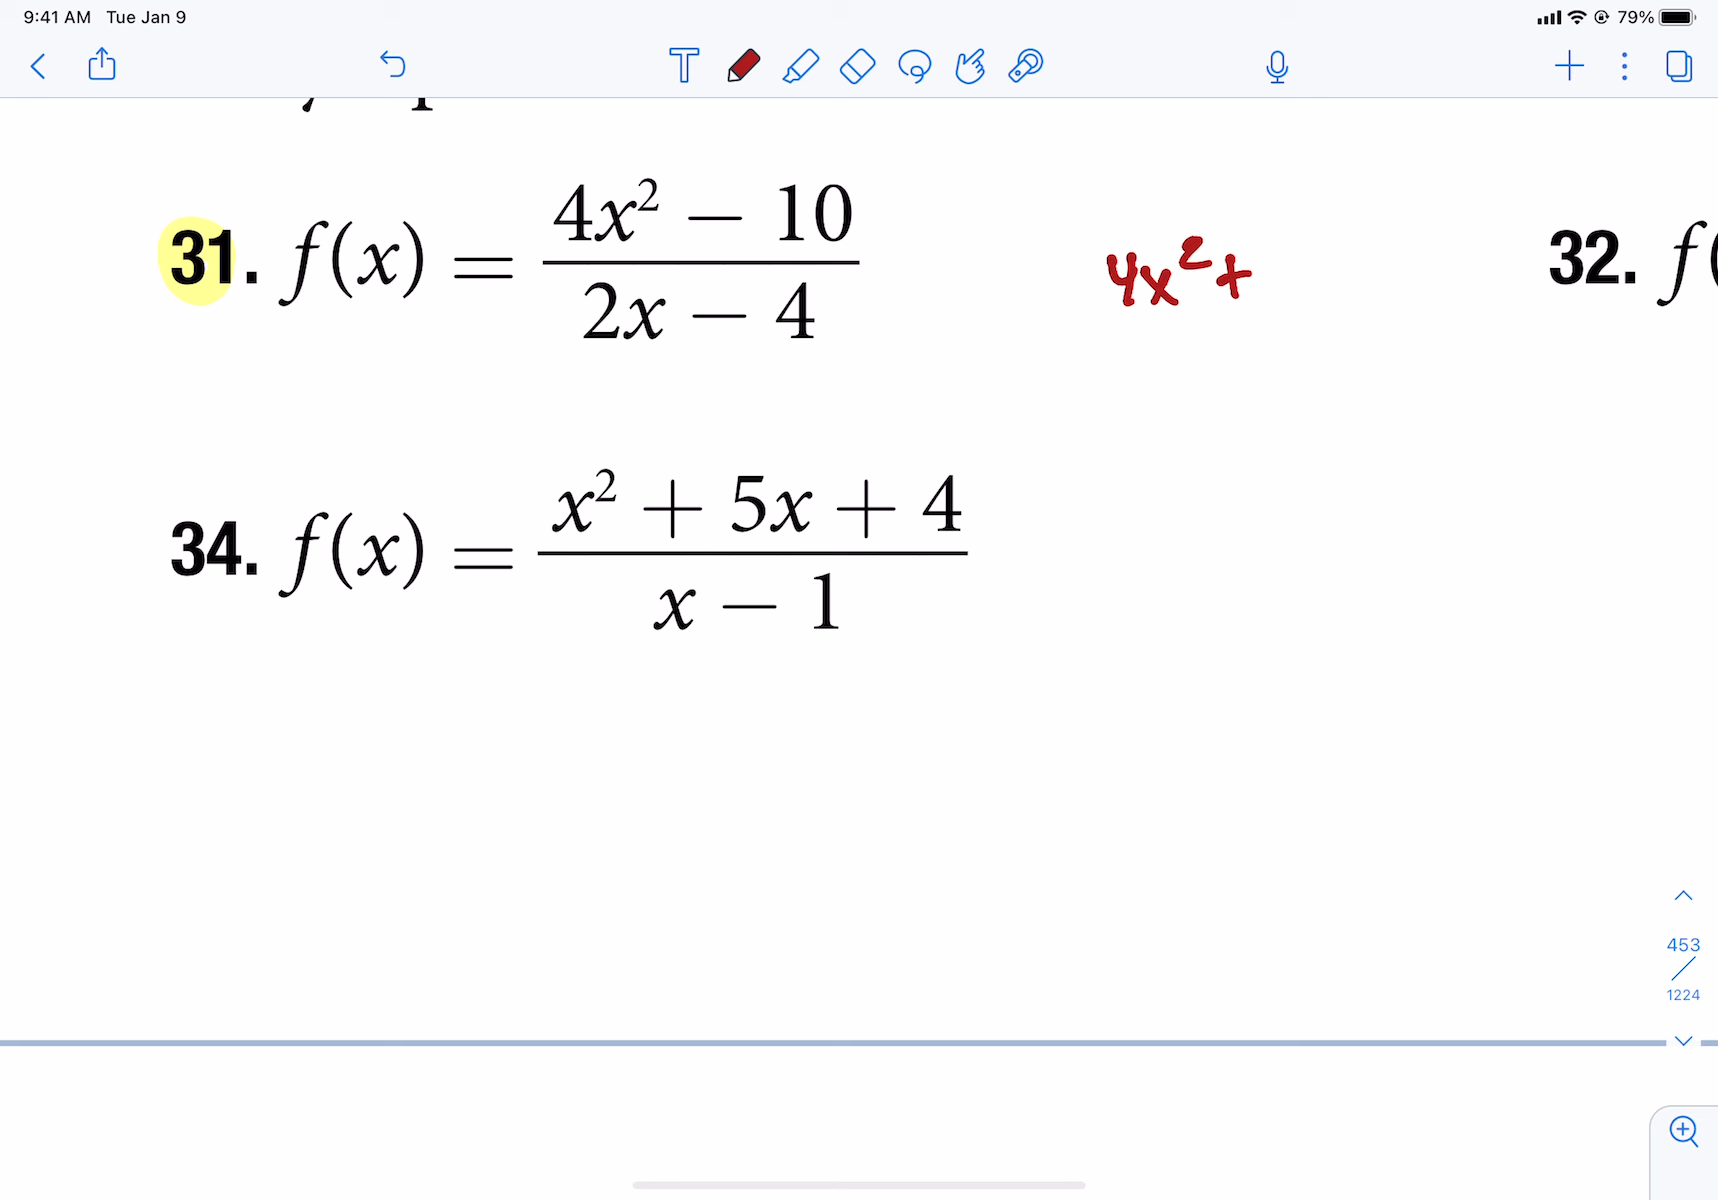 9:41 AM Tue Jan 9 79%
T
31. f(x) = (4x² − 10)/(2x − 4) 4x² + 32. f(
34. f(x) = (x² + 5x + 4)/(x − 1)
453
1224